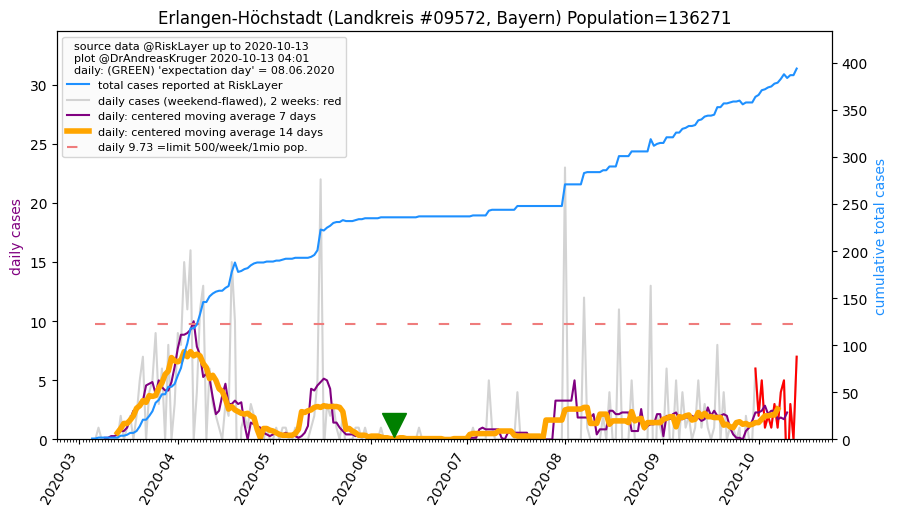 Erlangen-Höchstadt (Landkreis #09572, Bayern) Population=136271
source data @RiskLayer up to 2020-10-13
plot @DrAndreasKruger 2020-10-13 04:01
daily: (GREEN) 'expectation day' = 08.06.2020
total cases reported at RiskLayer
daily cases (weekend-flawed), 2 weeks: red
daily: centered moving average 7 days
daily: centered moving average 14 days
daily 9.73 =limit 500/week/1mio pop.
daily cases
30
25
20
15
10
5
0
cumulative total cases
400
350
300
250
200
150
100
50
0
2020-03
2020-04
2020-05
2020-06
2020-07
2020-08
2020-09
2020-10